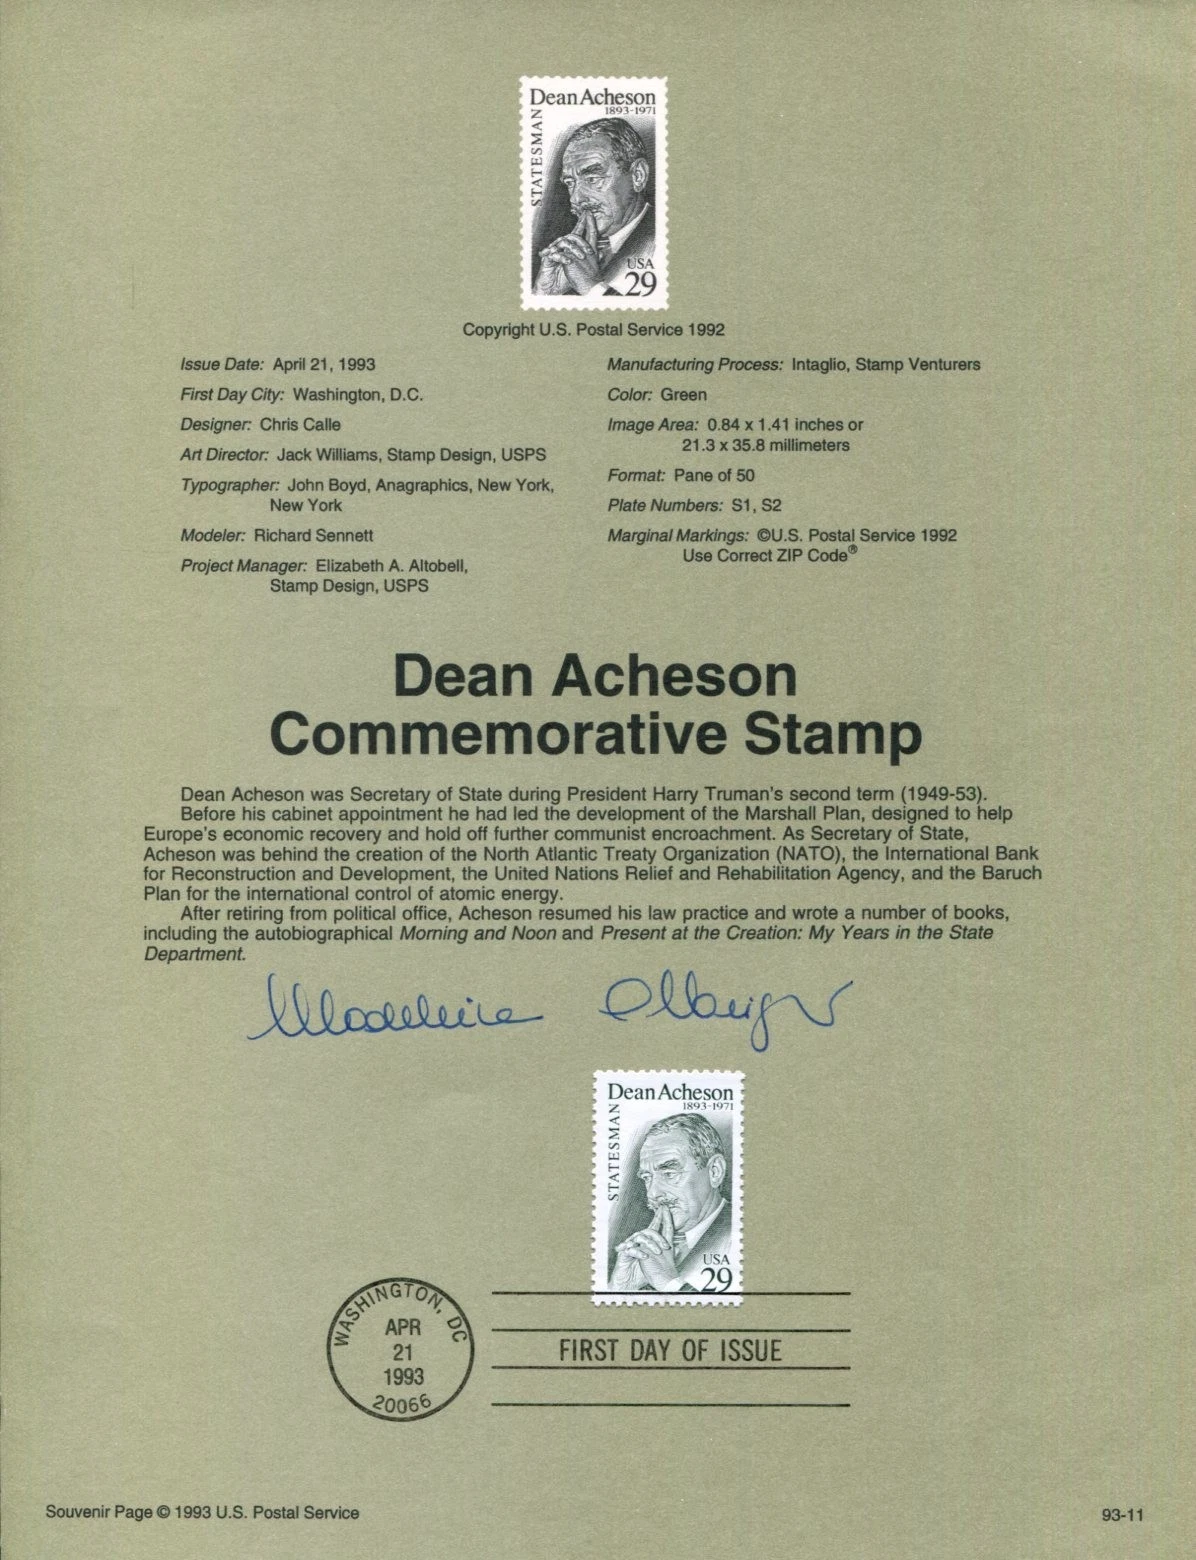 Dean Acheson
1893-1971
STATESMAN
USA
29
Copyright U.S. Postal Service 1992
Issue Date: April 21, 1993
First Day City: Washington, D.C.
Designer: Chris Calle
Art Director: Jack Williams, Stamp Design, USPS
Typographer: John Boyd, Anagraphics, New York,
New York
Modeler: Richard Sennett
Project Manager: Elizabeth A. Altobell,
Stamp Design, USPS
Manufacturing Process: Intaglio, Stamp Venturers
Color: Green
Image Area: 0.84 x 1.41 inches or
21.3 x 35.8 millimeters
Format: Pane of 50
Plate Numbers: S1, S2
Marginal Markings: ©U.S. Postal Service 1992
Use Correct ZIP Code®
Dean Acheson
Commemorative Stamp
Dean Acheson was Secretary of State during President Harry Truman's second term (1949-53).
Before his cabinet appointment he had led the development of the Marshall Plan, designed to help
Europe's economic recovery and hold off further communist encroachment. As Secretary of State,
Acheson was behind the creation of the North Atlantic Treaty Organization (NATO), the International Bank
for Reconstruction and Development, the United Nations Relief and Rehabilitation Agency, and the Baruch
Plan for the international control of atomic energy.
After retiring from political office, Acheson resumed his law practice and wrote a number of books,
including the autobiographical Morning and Noon and Present at the Creation: My Years in the State
Department.
Madeleine Albright
Dean Acheson
1893-1971
STATESMAN
USA
29
WASHINGTON, DC
APR
21
1993
20066
FIRST DAY OF ISSUE
Souvenir Page © 1993 U.S. Postal Service
93-11